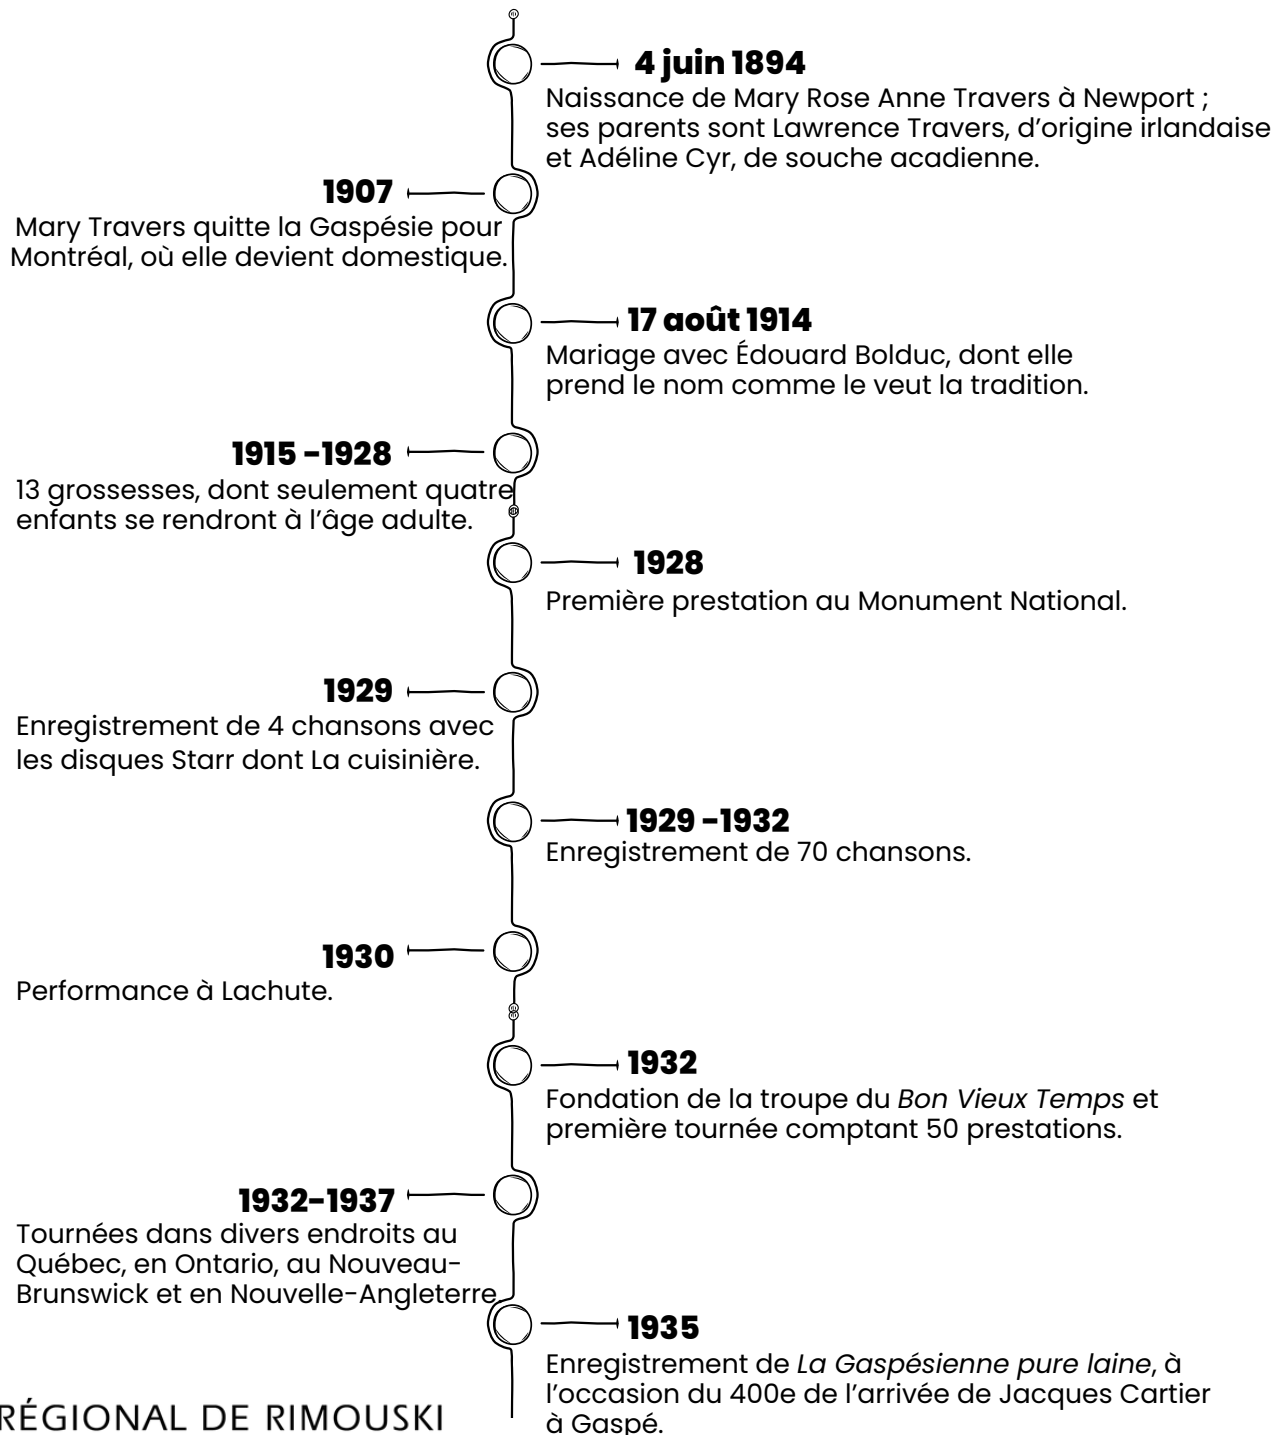 4 juin 1894
Naissance de Mary Rose Anne Travers à Newport ;
ses parents sont Lawrence Travers, d’origine irlandaise
et Adéline Cyr, de souche acadienne.
1907
Mary Travers quitte la Gaspésie pour
Montréal, où elle devient domestique.
17 août 1914
Mariage avec Édouard Bolduc, dont elle
prend le nom comme le veut la tradition.
1915 -1928
13 grossesses, dont seulement quatre
enfants se rendront à l’âge adulte.
1928
Première prestation au Monument National.
1929
Enregistrement de 4 chansons avec
les disques Starr dont La cuisinière.
1929 -1932
Enregistrement de 70 chansons.
1930
Performance à Lachute.
1932
Fondation de la troupe du Bon Vieux Temps et
première tournée comptant 50 prestations.
1932-1937
Tournées dans divers endroits au
Québec, en Ontario, au Nouveau-
Brunswick et en Nouvelle-Angleterre.
1935
Enregistrement de La Gaspésienne pure laine, à
l’occasion du 400e de l’arrivée de Jacques Cartier
à Gaspé.
RÉGIONAL DE RIMOUSKI